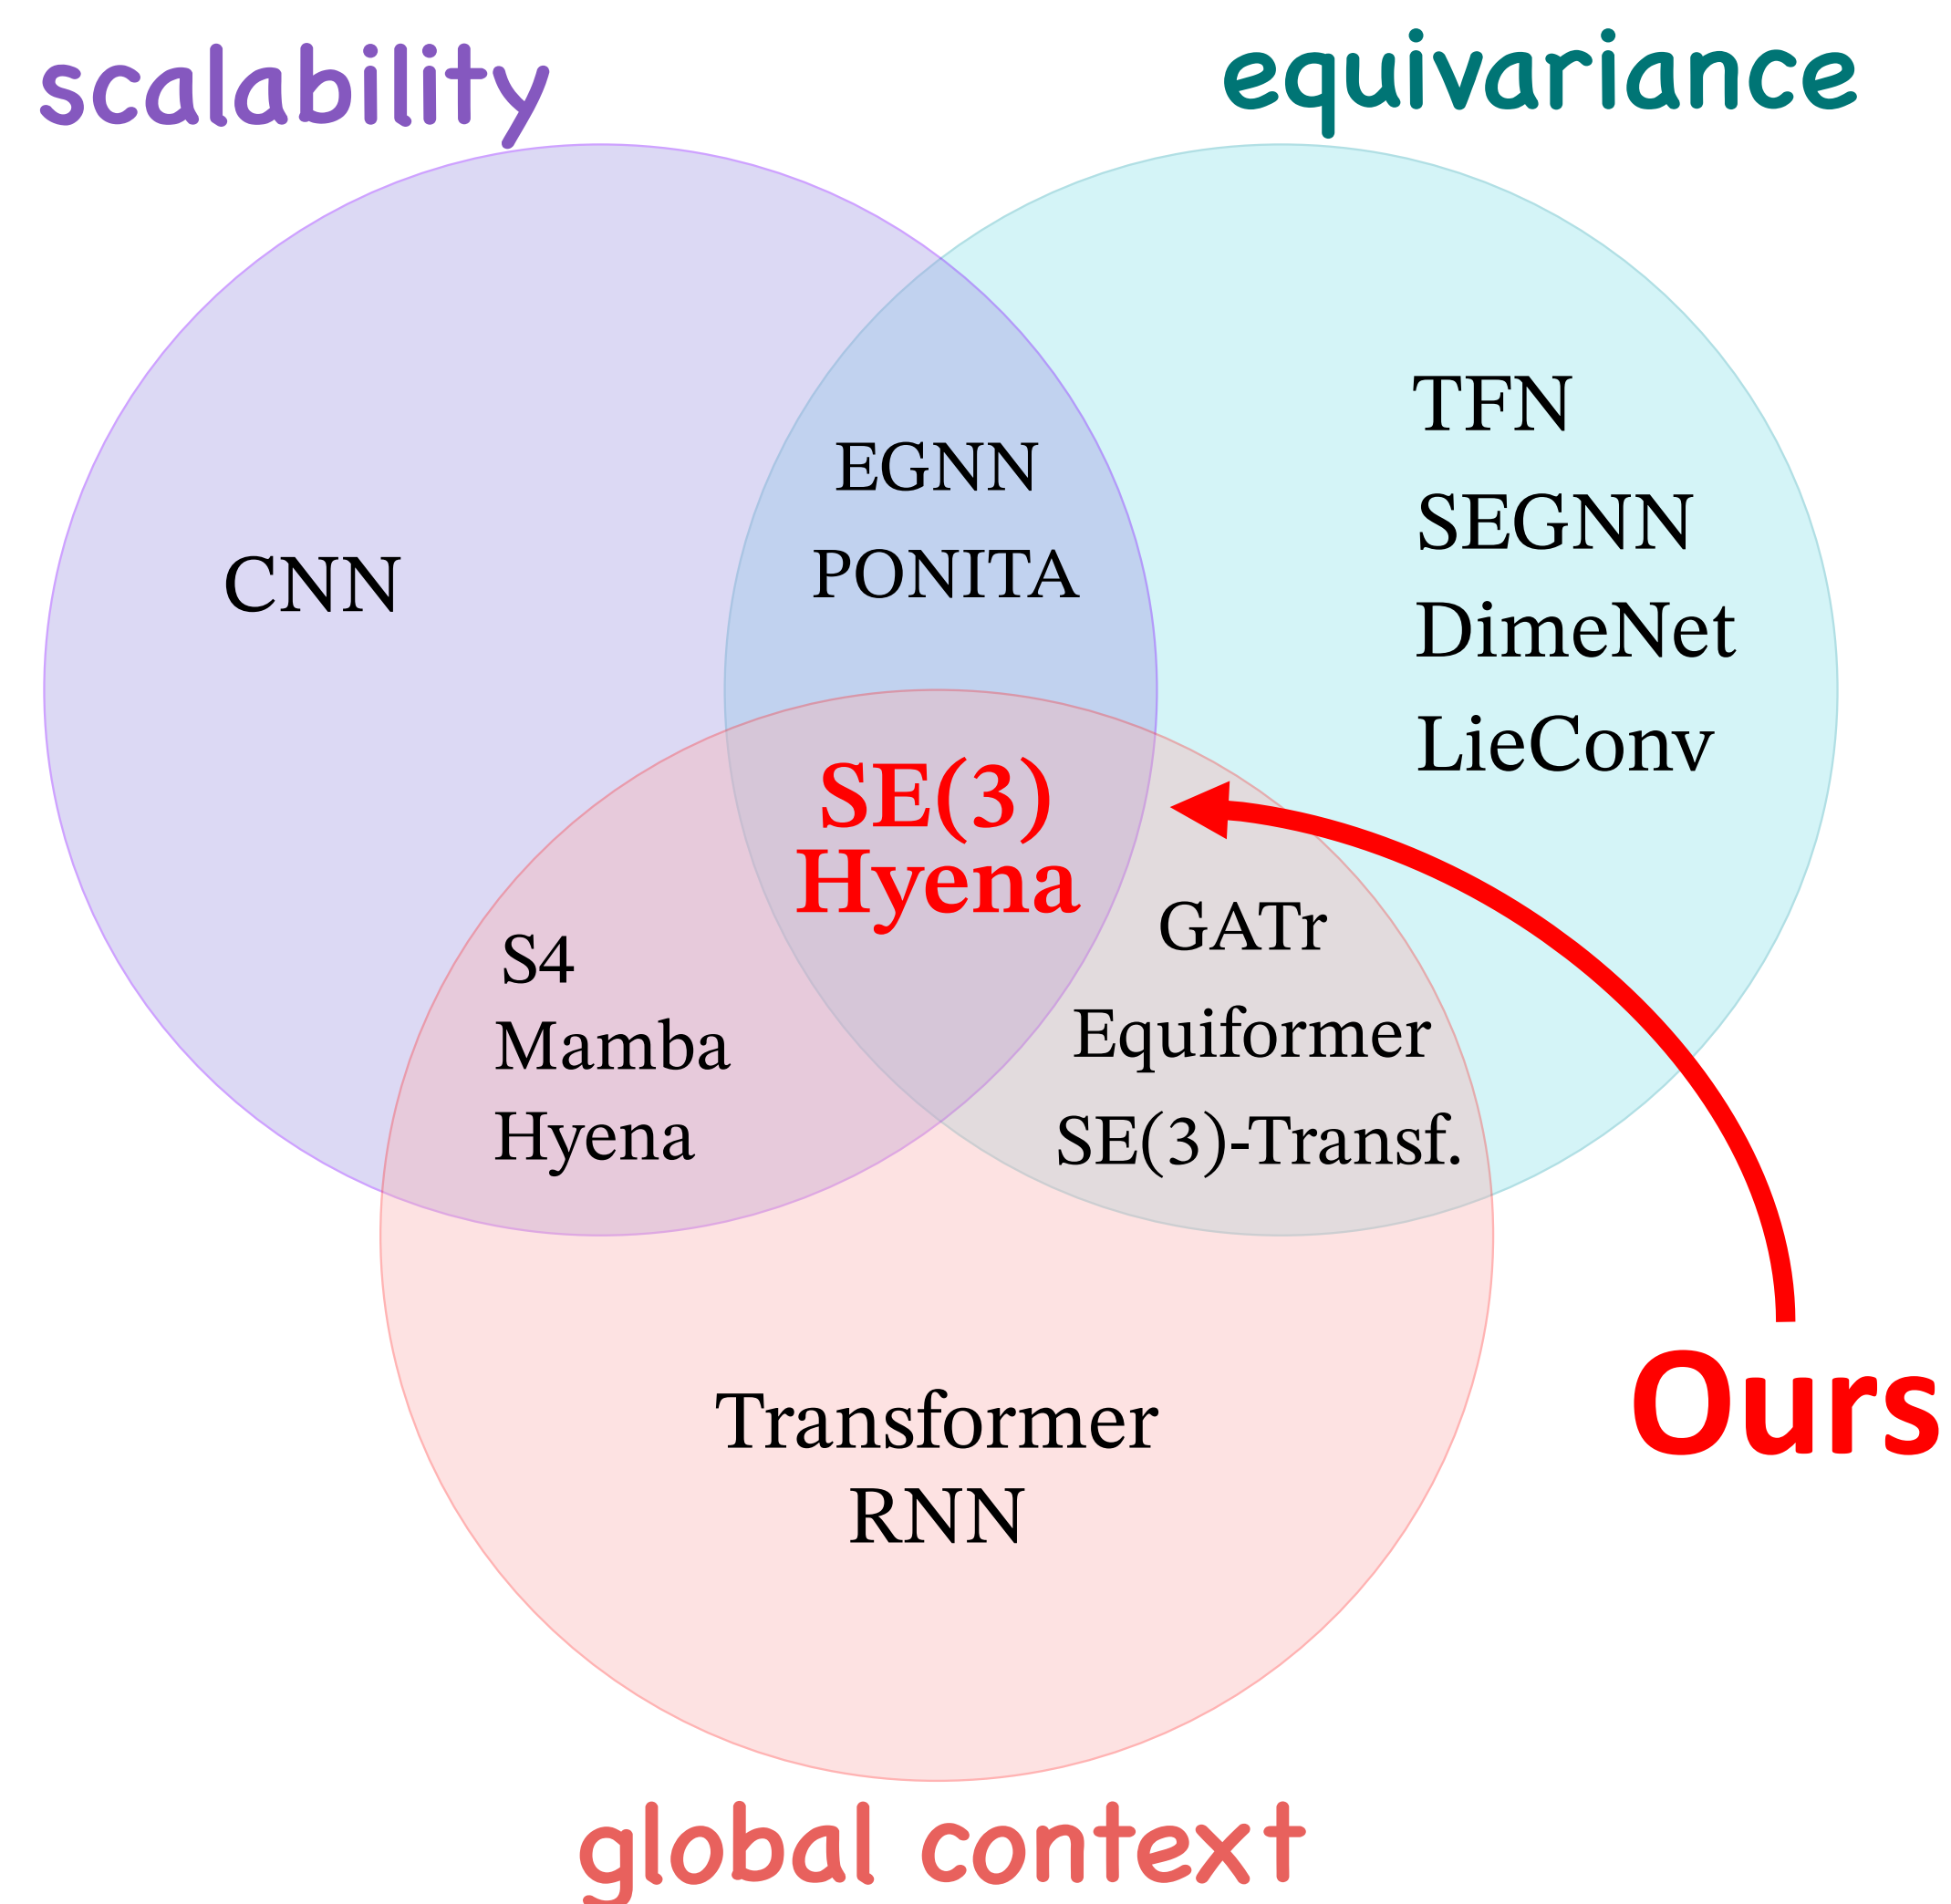 scalability
equivariance
CNN
EGNN
PONITA
TFN
SEGNN
DimeNet
LieConv
SE(3)
Hyena
S4
Mamba
Hyena
GATr
Equiformer
SE(3)-Transf.
Transformer
RNN
Ours
global context